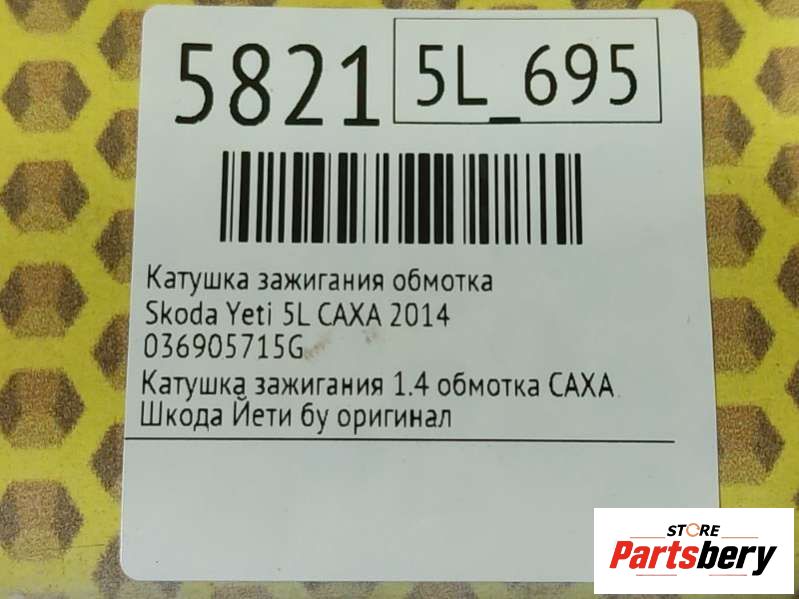 5821 5L_695
Катушка зажигания обмотка
Skoda Yeti 5L CAXA 2014
036905715G
Катушка зажигания 1.4 обмотка CAXA
Шкода Йети бу оригинал
STORE
Partsbery